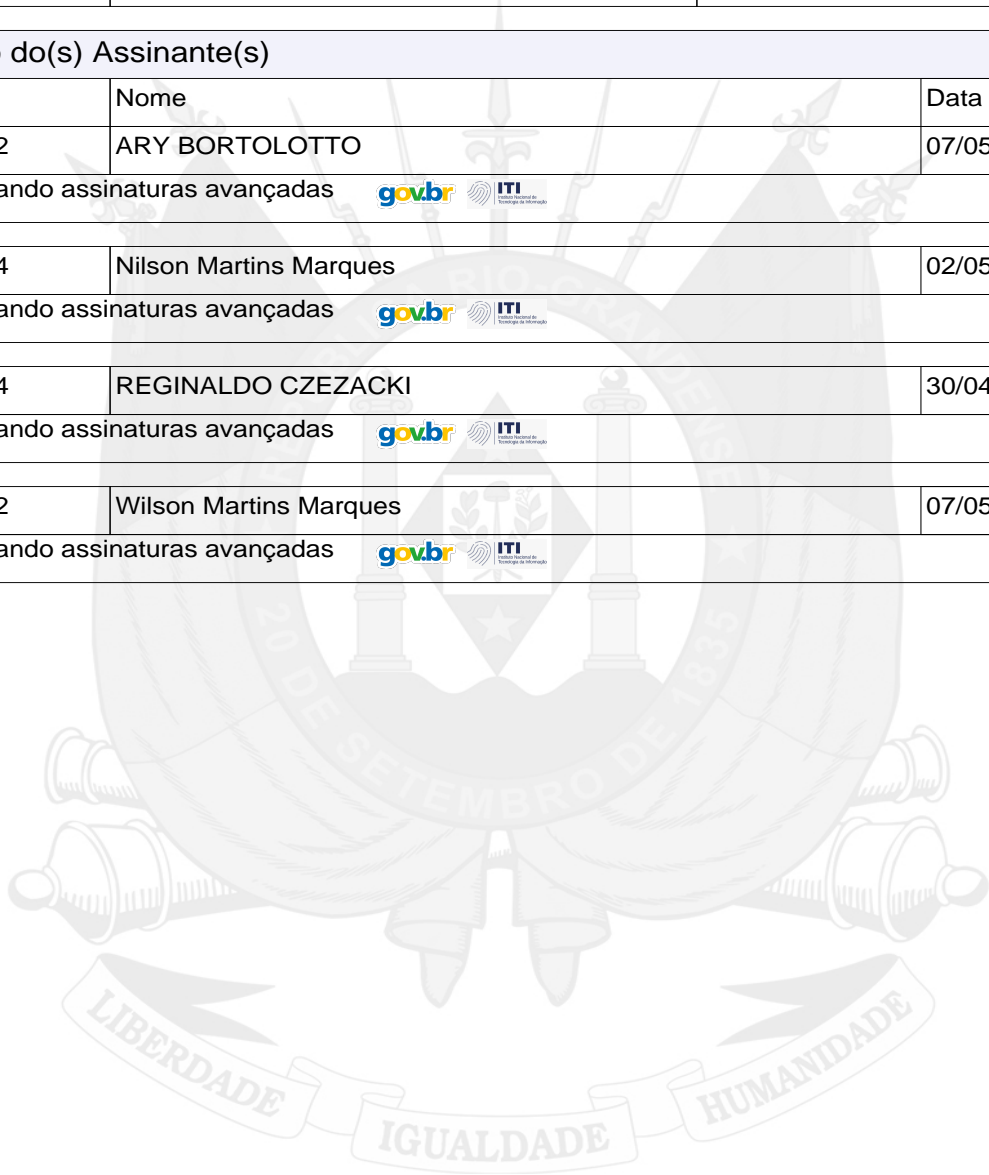 do(s) Assinante(s)
Nome Data
2 ARY BORTOLOTTO 07/05
ando assinaturas avançadas gov.br ITI
4 Nilson Martins Marques 02/05
ando assinaturas avançadas gov.br ITI
4 REGINALDO CZEZACKI 30/04
ando assinaturas avançadas gov.br ITI
2 Wilson Martins Marques 07/05
ando assinaturas avançadas gov.br ITI
20 DE SETEMBRO DE 1835
LIBERDADE IGUALDADE HUMANIDADE